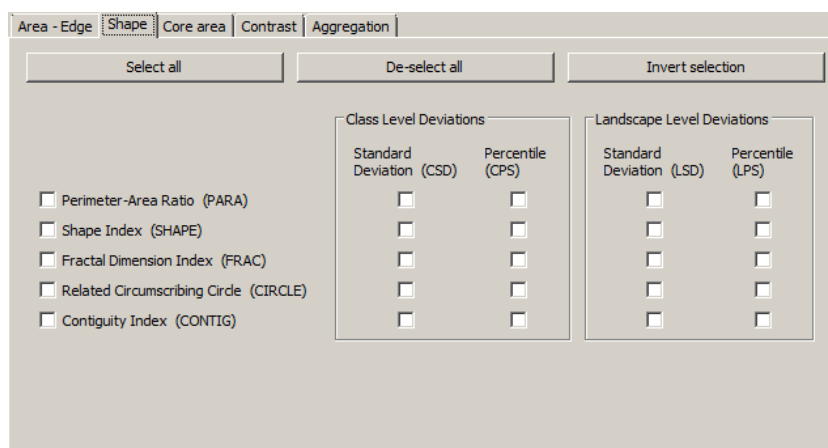 Area - Edge Shape Core area Contrast Aggregation
Select all De-select all Invert selection
Class Level Deviations Landscape Level Deviations
Standard Percentile Standard Percentile
Deviation (CSD) (CPS) Deviation (LSD) (LPS)
Perimeter-Area Ratio (PARA)
Shape Index (SHAPE)
Fractal Dimension Index (FRAC)
Related Circumscribing Circle (CIRCLE)
Contiguity Index (CONTIG)